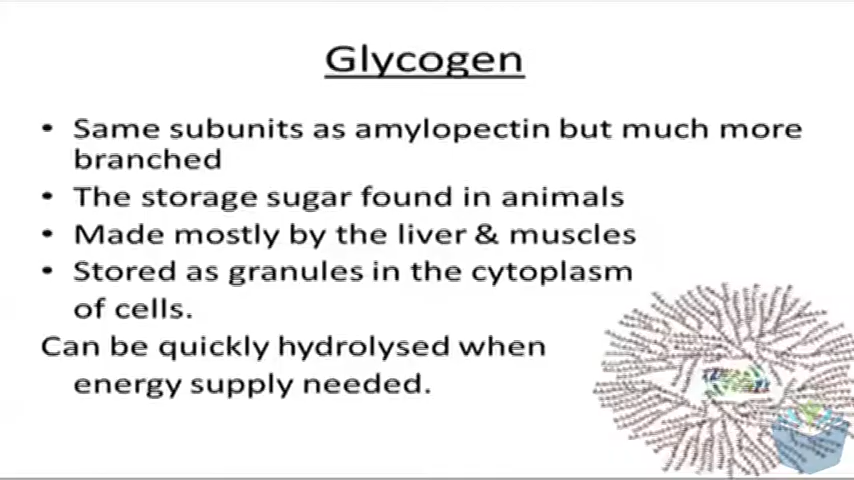 Glycogen
• Same subunits as amylopectin but much more
branched
• The storage sugar found in animals
• Made mostly by the liver & muscles
• Stored as granules in the cytoplasm
of cells.
Can be quickly hydrolysed when
energy supply needed.